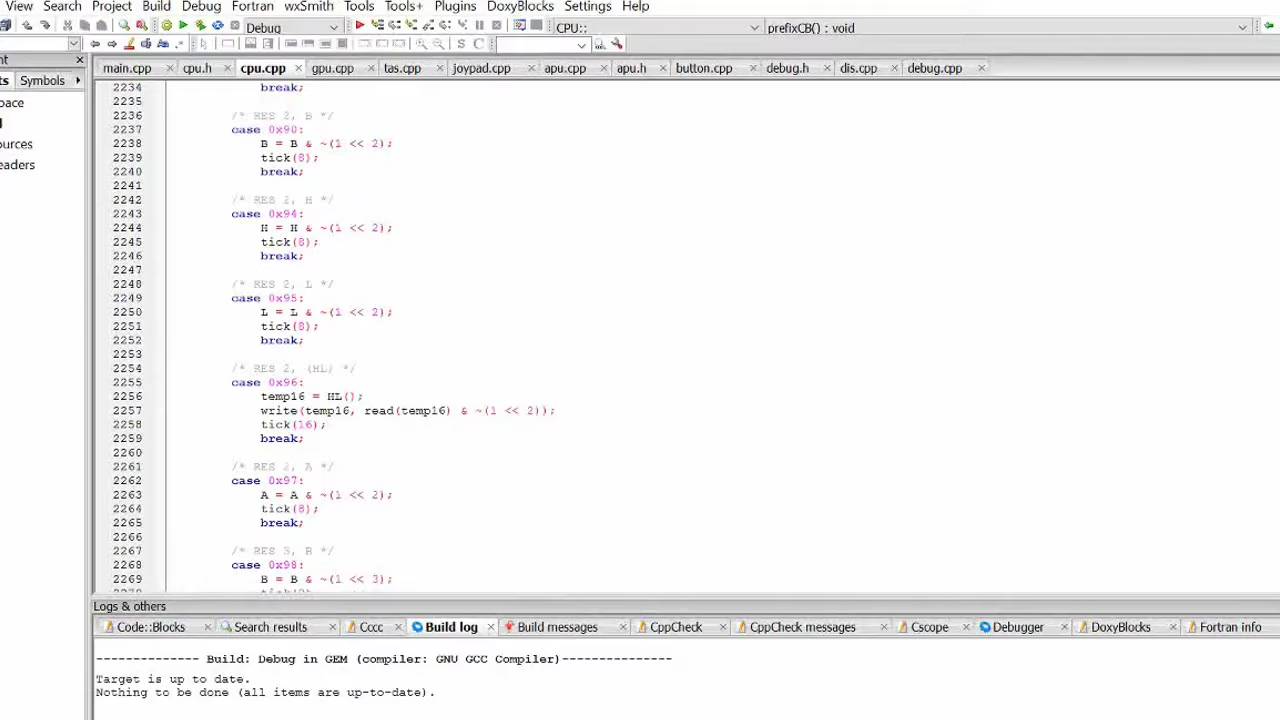 View Search Project Build Debug Fortran wxSmith Tools Tools+ Plugins DoxyBlocks Settings Help
Debug CPU:: prefixCB() : void
main.cpp cpu.h cpu.cpp gpu.cpp tas.cpp joypad.cpp apu.cpp apu.h button.cpp debug.h dis.cpp debug.cpp
Symbols
2234 break;
2235
2236 /* RES 2, B */
2237 case 0x90:
2238 B = B & ~(1 << 2);
2239 tick(8);
2240 break;
2241
2242 /* RES 2, H */
2243 case 0x94:
2244 H = H & ~(1 << 2);
2245 tick(8);
2246 break;
2247
2248 /* RES 2, L */
2249 case 0x95:
2250 L = L & ~(1 << 2);
2251 tick(8);
2252 break;
2253
2254 /* RES 2, (HL) */
2255 case 0x96:
2256 temp16 = HL();
2257 write(temp16, read(temp16) & ~(1 << 2));
2258 tick(16);
2259 break;
2260
2261 /* RES 2, A */
2262 case 0x97:
2263 A = A & ~(1 << 2);
2264 tick(8);
2265 break;
2266
2267 /* RES 3, B */
2268 case 0x98:
2269 B = B & ~(1 << 3);
Logs & others
Code::Blocks Search results Cccc Build log Build messages CppCheck CppCheck messages Cscope Debugger DoxyBlocks Fortran info
-------------- Build: Debug in GEM (compiler: GNU GCC Compiler)---------------
Target is up to date.
Nothing to be done (all items are up-to-date).